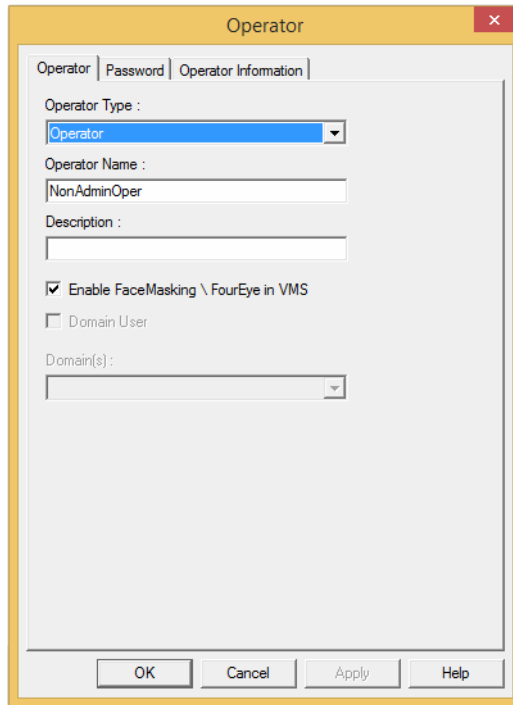 Operator
Operator Password Operator Information
Operator Type :
Operator
Operator Name :
NonAdminOper
Description :
Enable FaceMasking \ FourEye in VMS
Domain User
Domain(s) :
OK Cancel Apply Help